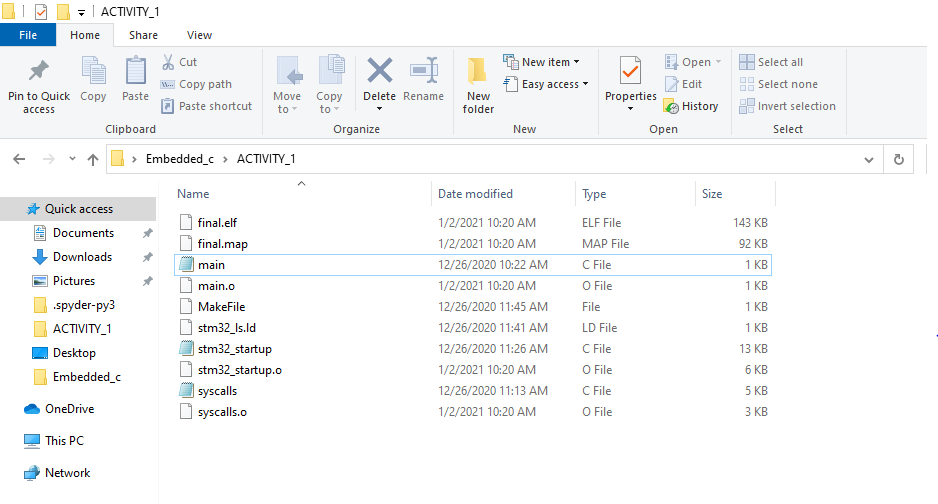 ACTIVITY_1
File Home Share View
Pin to Quick access
Copy
Paste
Cut
Copy path
Paste shortcut
Clipboard
Move to
Copy to
Delete
Rename
Organize
New folder
New item
Easy access
New
Properties
Open
Edit
History
Open
Select all
Select none
Invert selection
Select
Embedded_c > ACTIVITY_1
Quick access
Documents
Downloads
Pictures
.spyder-py3
ACTIVITY_1
Desktop
Embedded_c
OneDrive
This PC
Network
Name Date modified Type Size
final.elf 1/2/2021 10:20 AM ELF File 143 KB
final.map 1/2/2021 10:20 AM MAP File 92 KB
main 12/26/2020 10:22 AM C File 1 KB
main.o 1/2/2021 10:20 AM O File 1 KB
MakeFile 12/26/2020 11:45 AM File 1 KB
stm32_ls.ld 12/26/2020 11:41 AM LD File 1 KB
stm32_startup 12/26/2020 11:26 AM C File 13 KB
stm32_startup.o 1/2/2021 10:20 AM O File 6 KB
syscalls 12/26/2020 11:13 AM C File 5 KB
syscalls.o 1/2/2021 10:20 AM O File 3 KB